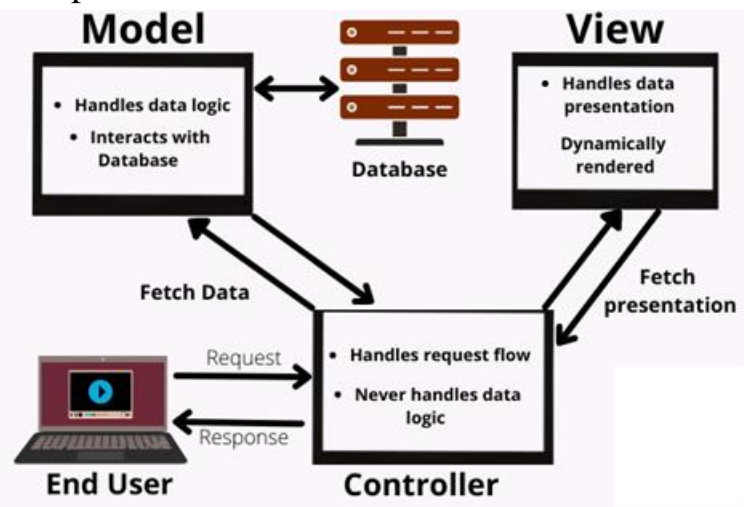 Model
View
• Handles data logic
• Interacts with
Database
Database
• Handles data
presentation
Dynamically
rendered
Fetch Data
Fetch
presentation
Request
Response
• Handles request flow
• Never handles data
logic
End User
Controller